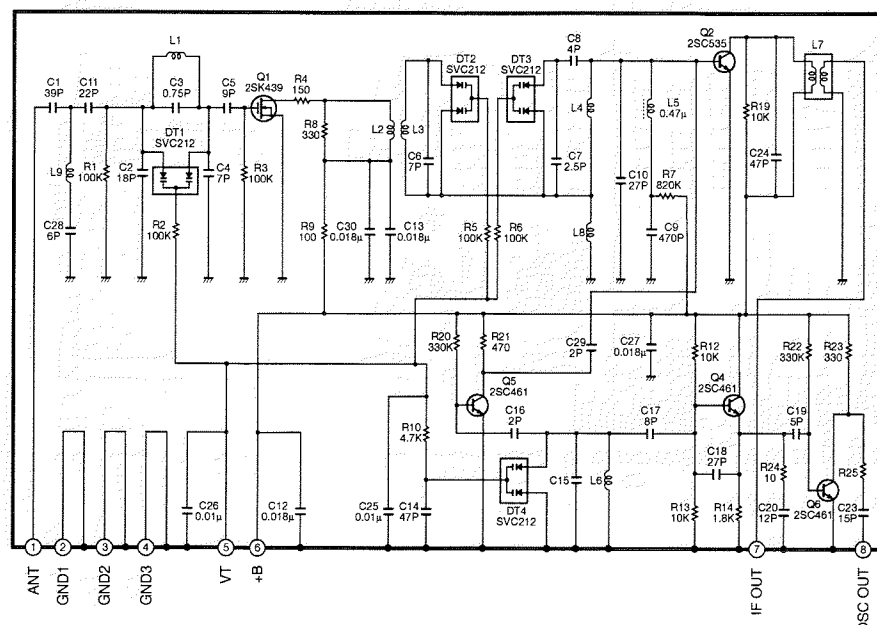 L1
C1
39P
C11
22P
C3
0.75P
C5
9P
Q1
2SK439
R4
150
DT1
SVC212
L9
R1
100K
C2
18P
C4
7P
R3
100K
R2
100K
C28
6P
R8
330
L2
L3
R9
100
C30
0.018μ
C13
0.018μ
C6
7P
DT2
SVC212
DT3
SVC212
R5
100K
R6
100K
C8
4P
C7
2.5P
L4
L8
C10
27P
L5
0.47μ
R7
820K
C9
470P
Q2
2SC535
R19
10K
C24
47P
L7
R20
330K
R21
470
C29
2P
C27
0.018μ
R12
10K
Q4
2SC461
R22
330K
R23
330
Q5
2SC461
C16
2P
C17
8P
C19
5P
R10
4.7K
C18
27P
R24
10
R25
DT4
SVC212
C15
L6
Q6
2SC461
C26
0.01μ
C12
0.018μ
C25
0.01μ
C14
47P
R13
10K
R14
1.8K
C20
12P
C23
15P
1
2
3
4
5
6
7
8
ANT
GND1
GND2
GND3
VT
+B
IF OUT
OSC OUT